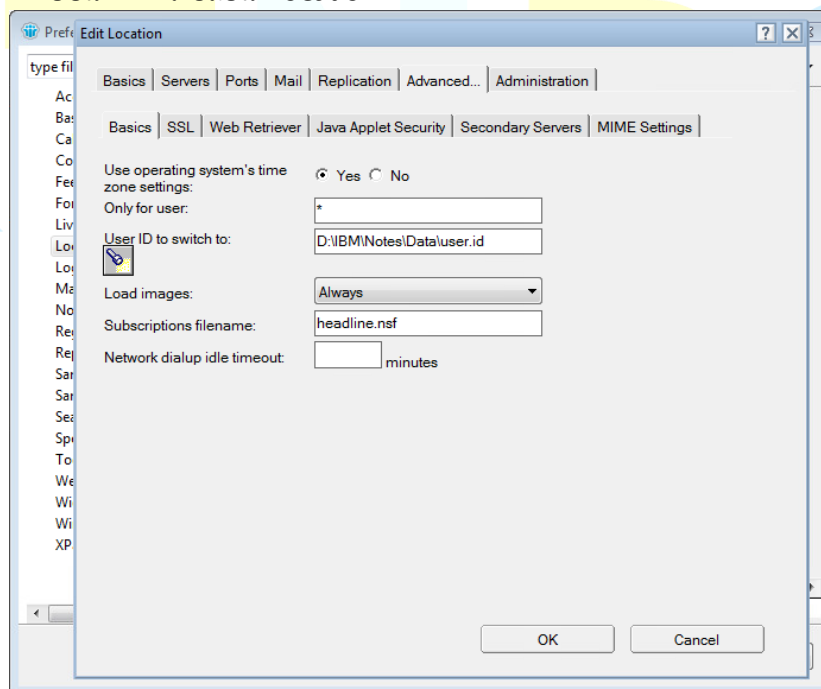 Prefe
Edit Location
type fil
Basics Servers Ports Mail Replication Advanced... Administration
Basics SSL Web Retriever Java Applet Security Secondary Servers MIME Settings
Ac
Bas
Ca
Co
Fee
For
Liv
Loc
Log
Ma
No
Reg
Rep
Sar
Sar
Sea
Spe
To
We
Wi
Wi
XP
Use operating system's time
zone settings:
Yes No
Only for user: *
User ID to switch to: D:\IBM\Notes\Data\user.id
Load images: Always
Subscriptions filename: headline.nsf
Network dialup idle timeout: minutes
OK Cancel